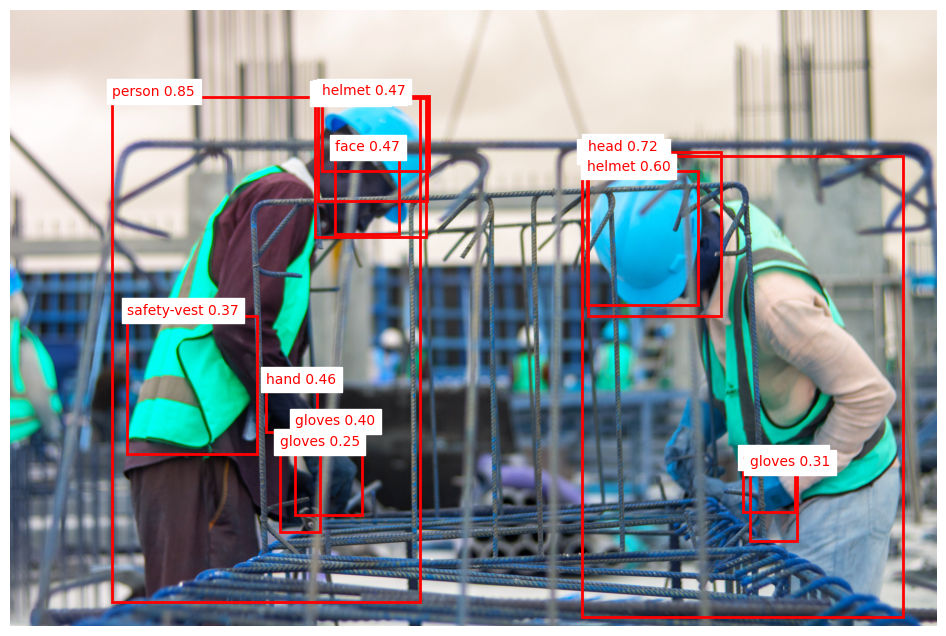 person 0.85
helmet 0.47
face 0.47
head 0.72
helmet 0.60
safety-vest 0.37
hand 0.46
gloves 0.40
gloves 0.25
gloves 0.31